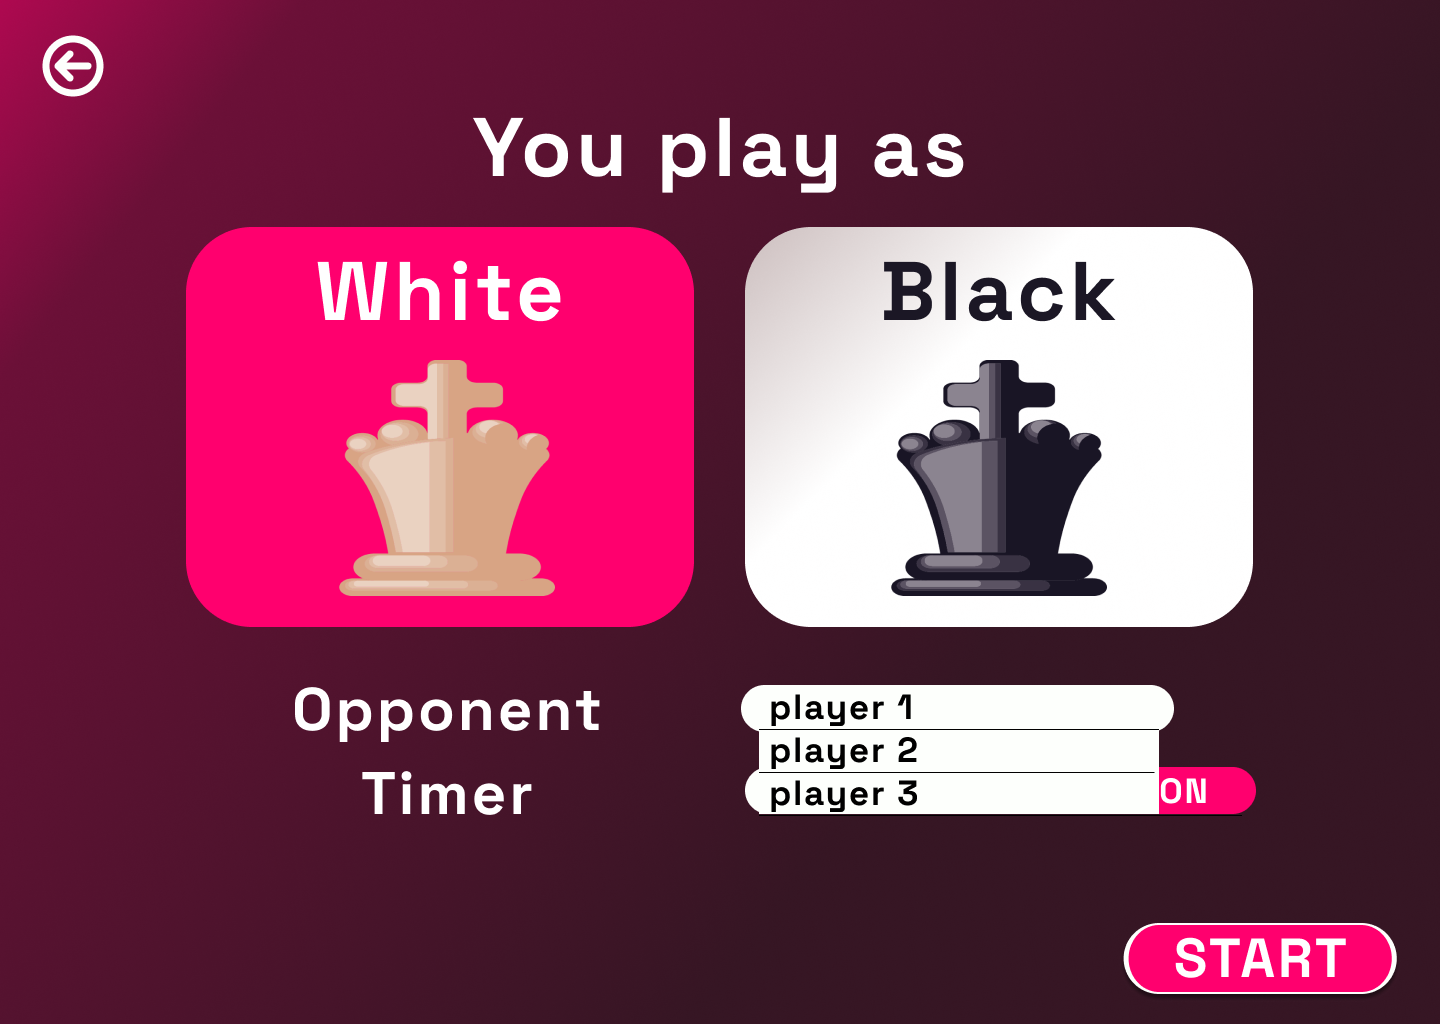 You play as
White
Black
Opponent
player 1
player 2
Timer
player 3
ON
START